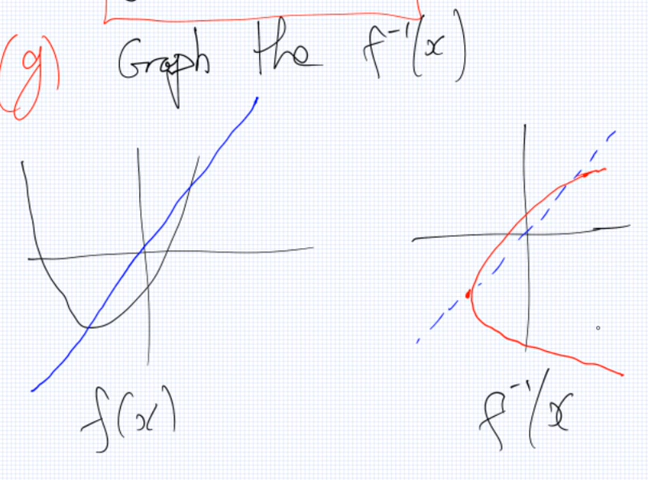 (g) Graph the f⁻¹(x)
f(x)
f⁻¹(x